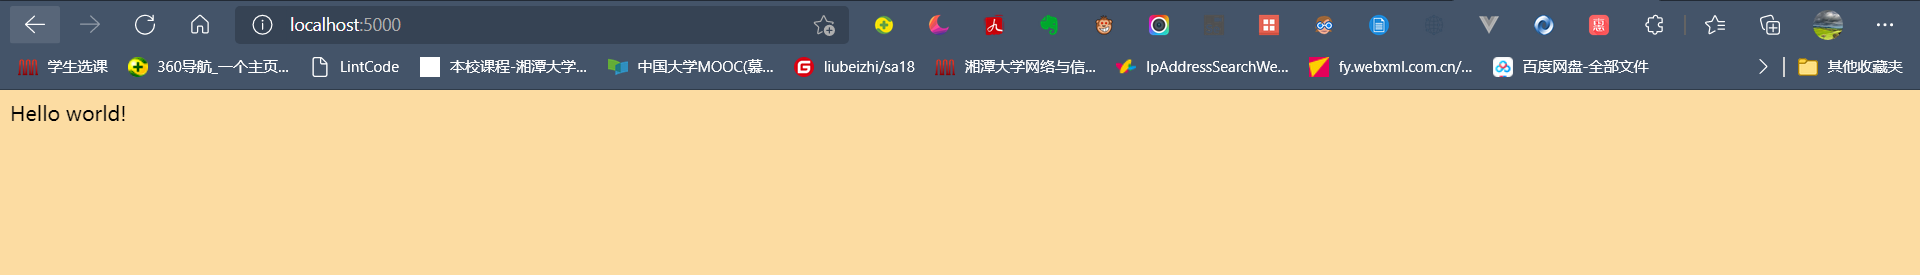 localhost:5000
学生选课 360导航_一个主页... LintCode 本校课程-湘潭大学... 中国大学MOOC(慕... liubeizhi/sa18 湘潭大学网络与信... IpAddressSearchWe... fy.webxml.com.cn/... 百度网盘-全部文件 其他收藏夹
Hello world!